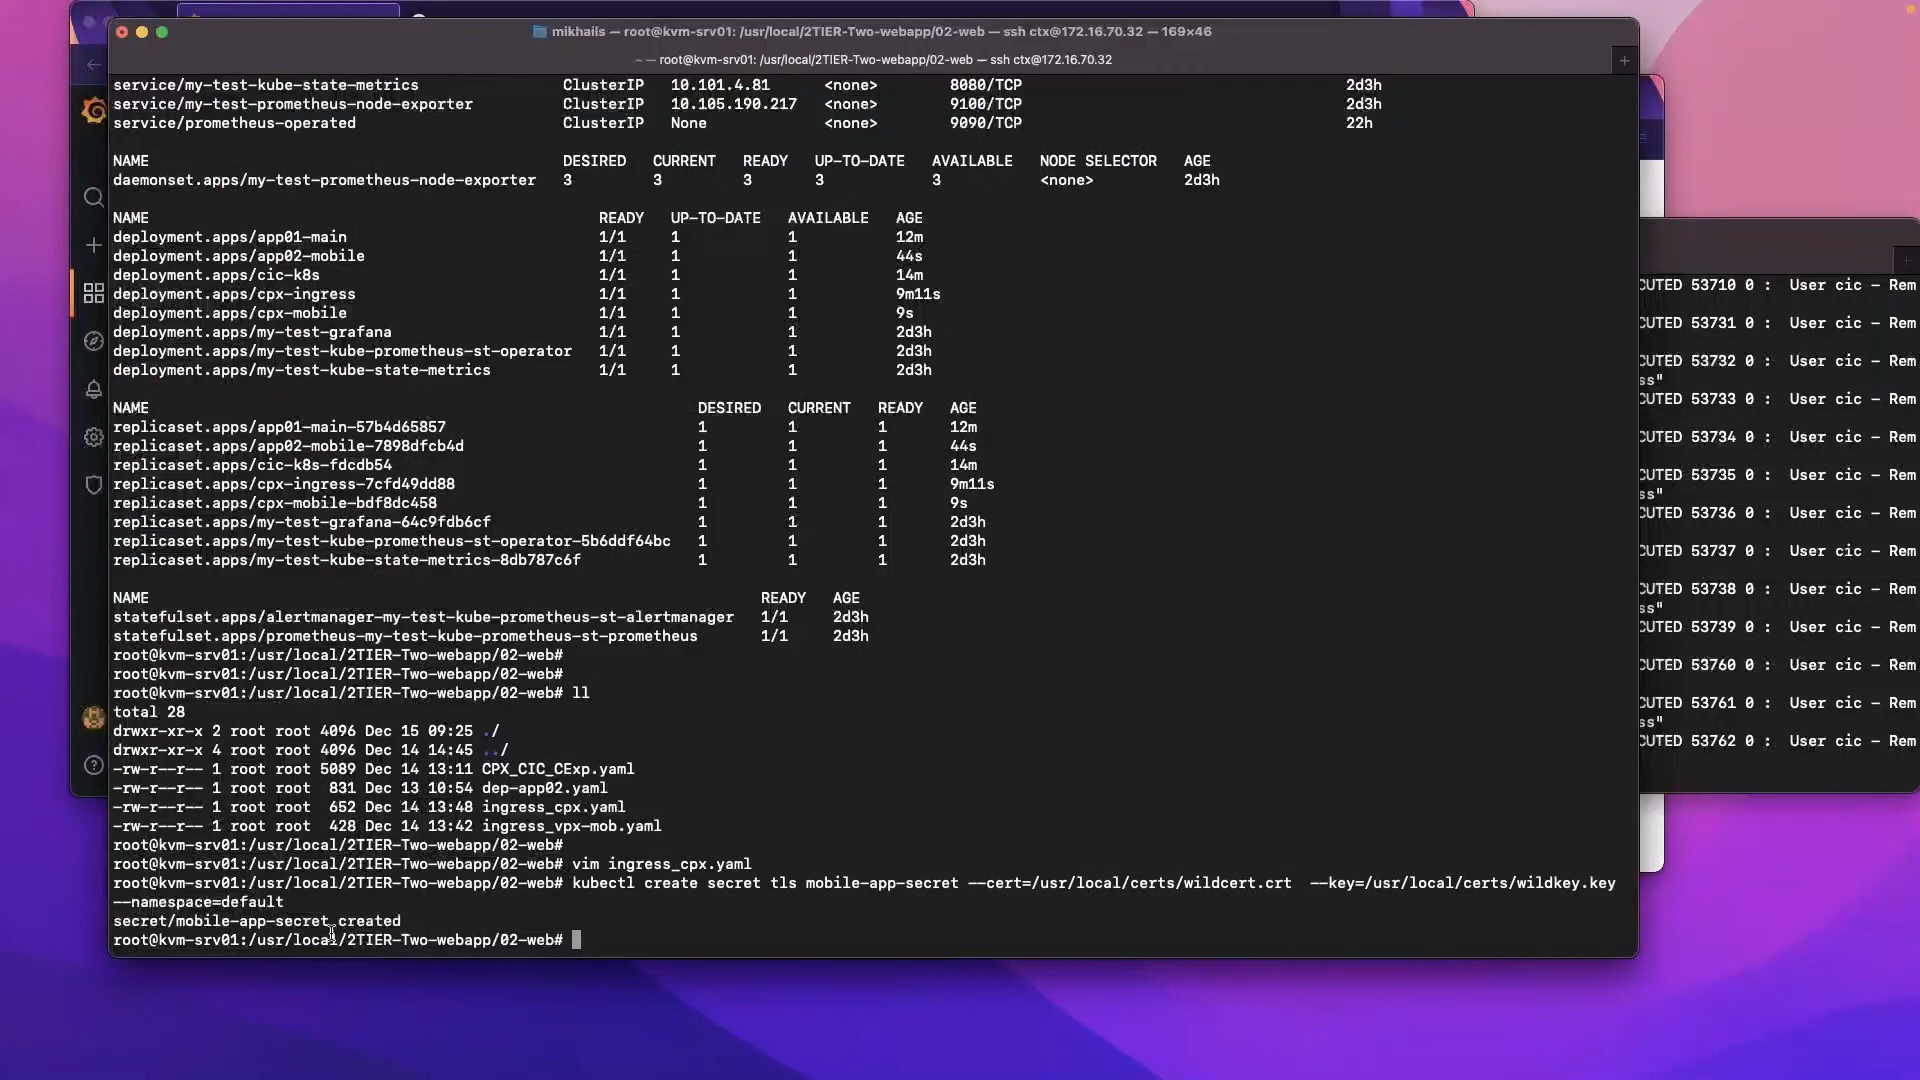 mikhails — root@kvm-srv01: /usr/local/2TIER-Two-webapp/02-web — ssh ctx@172.16.70.32 — 169×46
~ — root@kvm-srv01: /usr/local/2TIER-Two-webapp/02-web — ssh ctx@172.16.70.32
service/my-test-kube-state-metrics ClusterIP 10.101.4.81 <none> 8080/TCP 2d3h
service/my-test-prometheus-node-exporter ClusterIP 10.105.190.217 <none> 9100/TCP 2d3h
service/prometheus-operated ClusterIP None <none> 9090/TCP 22h
NAME DESIRED CURRENT READY UP-TO-DATE AVAILABLE NODE SELECTOR AGE
daemonset.apps/my-test-prometheus-node-exporter 3 3 3 3 3 <none> 2d3h
NAME READY UP-TO-DATE AVAILABLE AGE
deployment.apps/app01-main 1/1 1 1 12m
deployment.apps/app02-mobile 1/1 1 1 44s
deployment.apps/cic-k8s 1/1 1 1 14m
deployment.apps/cpx-ingress 1/1 1 1 9m11s
deployment.apps/cpx-mobile 1/1 1 1 9s
deployment.apps/my-test-grafana 1/1 1 1 2d3h
deployment.apps/my-test-kube-prometheus-st-operator 1/1 1 1 2d3h
deployment.apps/my-test-kube-state-metrics 1/1 1 1 2d3h
NAME DESIRED CURRENT READY AGE
replicaset.apps/app01-main-57b4d65857 1 1 1 12m
replicaset.apps/app02-mobile-7898dfcb4d 1 1 1 44s
replicaset.apps/cic-k8s-fdcdb54 1 1 1 14m
replicaset.apps/cpx-ingress-7cfd49dd88 1 1 1 9m11s
replicaset.apps/cpx-mobile-bdf8dc458 1 1 1 9s
replicaset.apps/my-test-grafana-64c9fdb6cf 1 1 1 2d3h
replicaset.apps/my-test-kube-prometheus-st-operator-5b6ddf64bc 1 1 1 2d3h
replicaset.apps/my-test-kube-state-metrics-8db787c6f 1 1 1 2d3h
NAME READY AGE
statefulset.apps/alertmanager-my-test-kube-prometheus-st-alertmanager 1/1 2d3h
statefulset.apps/prometheus-my-test-kube-prometheus-st-prometheus 1/1 2d3h
root@kvm-srv01:/usr/local/2TIER-Two-webapp/02-web#
root@kvm-srv01:/usr/local/2TIER-Two-webapp/02-web#
root@kvm-srv01:/usr/local/2TIER-Two-webapp/02-web# ll
total 28
drwxr-xr-x 2 root root 4096 Dec 15 09:25 ./
drwxr-xr-x 4 root root 4096 Dec 14 14:45 ../
-rw-r--r-- 1 root root 5089 Dec 14 13:11 CPX_CIC_CExp.yaml
-rw-r--r-- 1 root root 831 Dec 13 10:54 dep-app02.yaml
-rw-r--r-- 1 root root 652 Dec 14 13:48 ingress_cpx.yaml
-rw-r--r-- 1 root root 428 Dec 14 13:42 ingress_vpx-mob.yaml
root@kvm-srv01:/usr/local/2TIER-Two-webapp/02-web#
root@kvm-srv01:/usr/local/2TIER-Two-webapp/02-web# vim ingress_cpx.yaml
root@kvm-srv01:/usr/local/2TIER-Two-webapp/02-web# kubectl create secret tls mobile-app-secret --cert=/usr/local/certs/wildcert.crt --key=/usr/local/certs/wildkey.key
--namespace=default
secret/mobile-app-secret created
root@kvm-srv01:/usr/local/2TIER-Two-webapp/02-web#
CUTED 53710 0 : User cic - Rem
CUTED 53731 0 : User cic - Rem
CUTED 53732 0 : User cic - Rem
ss"
CUTED 53733 0 : User cic - Rem
CUTED 53734 0 : User cic - Rem
CUTED 53735 0 : User cic - Rem
ss"
CUTED 53736 0 : User cic - Rem
CUTED 53737 0 : User cic - Rem
CUTED 53738 0 : User cic - Rem
ss"
CUTED 53739 0 : User cic - Rem
CUTED 53760 0 : User cic - Rem
CUTED 53761 0 : User cic - Rem
ss"
CUTED 53762 0 : User cic - Rem